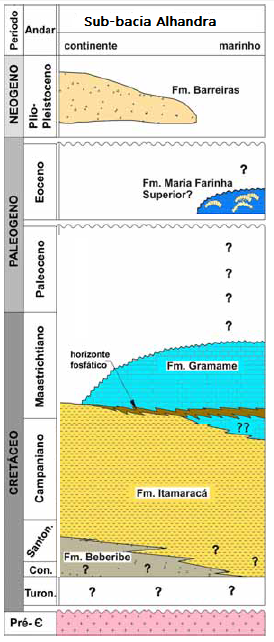 Período
Andar
Sub-bacia Alhandra
continente marinho
NEOGENO
Plio-
Pleistoceno
Fm. Barreiras
PALEOGENO
Eoceno
?
Fm. Maria Farinha
Superior?
Paleoceno
?
?
?
?
CRETÁCEO
Maastrichtiano
horizonte
fosfático
Fm. Gramame
??
Campaniano
Fm. Itamaracá
Santon.
?
?
Fm. Beberibe
Con.
? ? ?
Turon.
? ? ?
Pré- Є